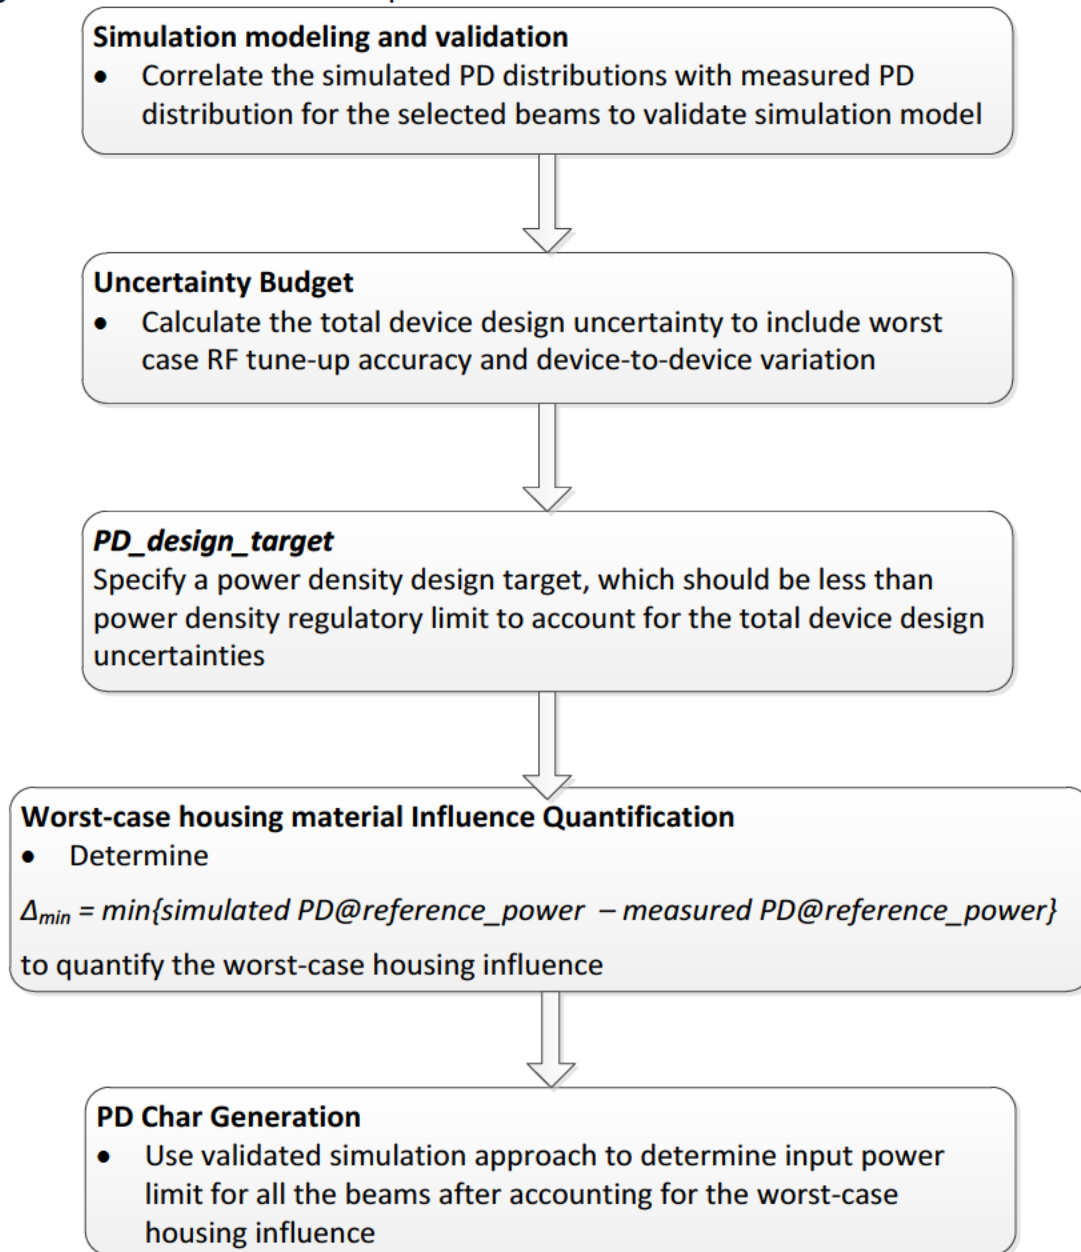 Simulation modeling and validation
• Correlate the simulated PD distributions with measured PD
distribution for the selected beams to validate simulation model
Uncertainty Budget
• Calculate the total device design uncertainty to include worst
case RF tune-up accuracy and device-to-device variation
PD_design_target
Specify a power density design target, which should be less than
power density regulatory limit to account for the total device design
uncertainties
Worst-case housing material Influence Quantification
• Determine
Δmin = min{simulated PD@reference_power – measured PD@reference_power}
to quantify the worst-case housing influence
PD Char Generation
• Use validated simulation approach to determine input power
limit for all the beams after accounting for the worst-case
housing influence